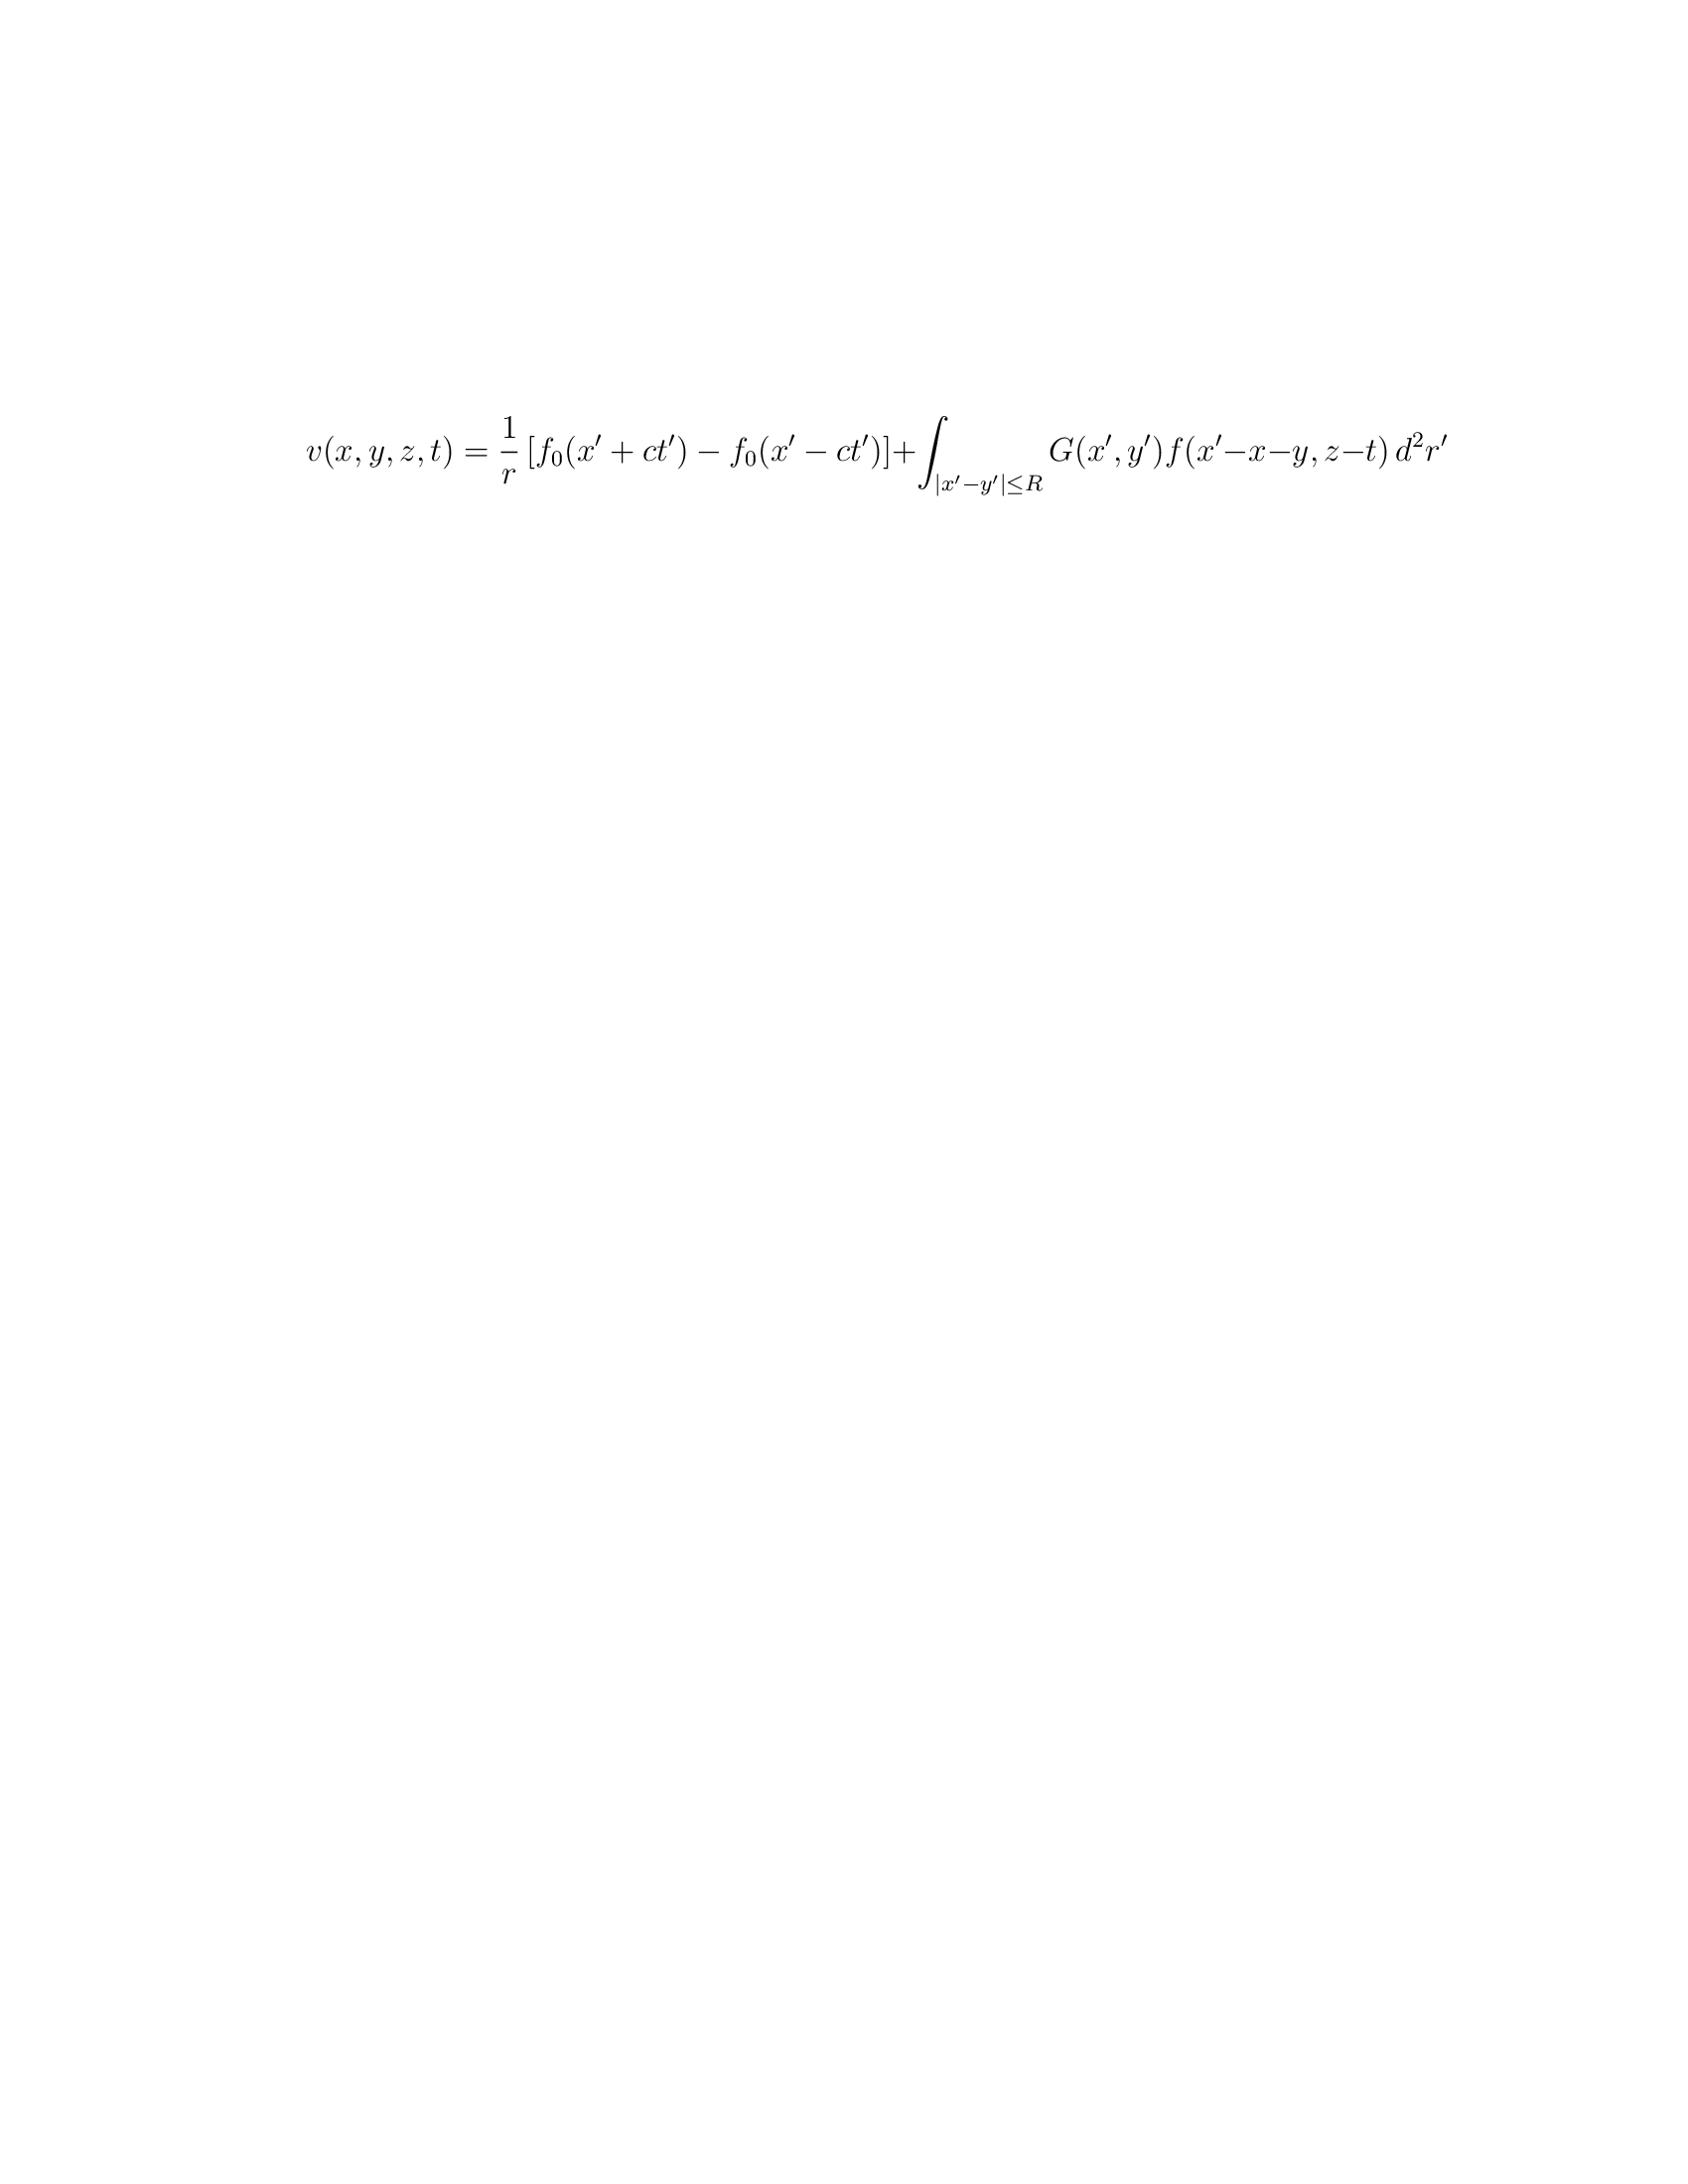 v(x, y, z, t) = \frac{1}{r} [f_0(x' + ct') - f_0(x' - ct')] + \int_{|x'-y'| \leq R} G(x', y') f(x' - x - y, z - t) \, d^2 r'